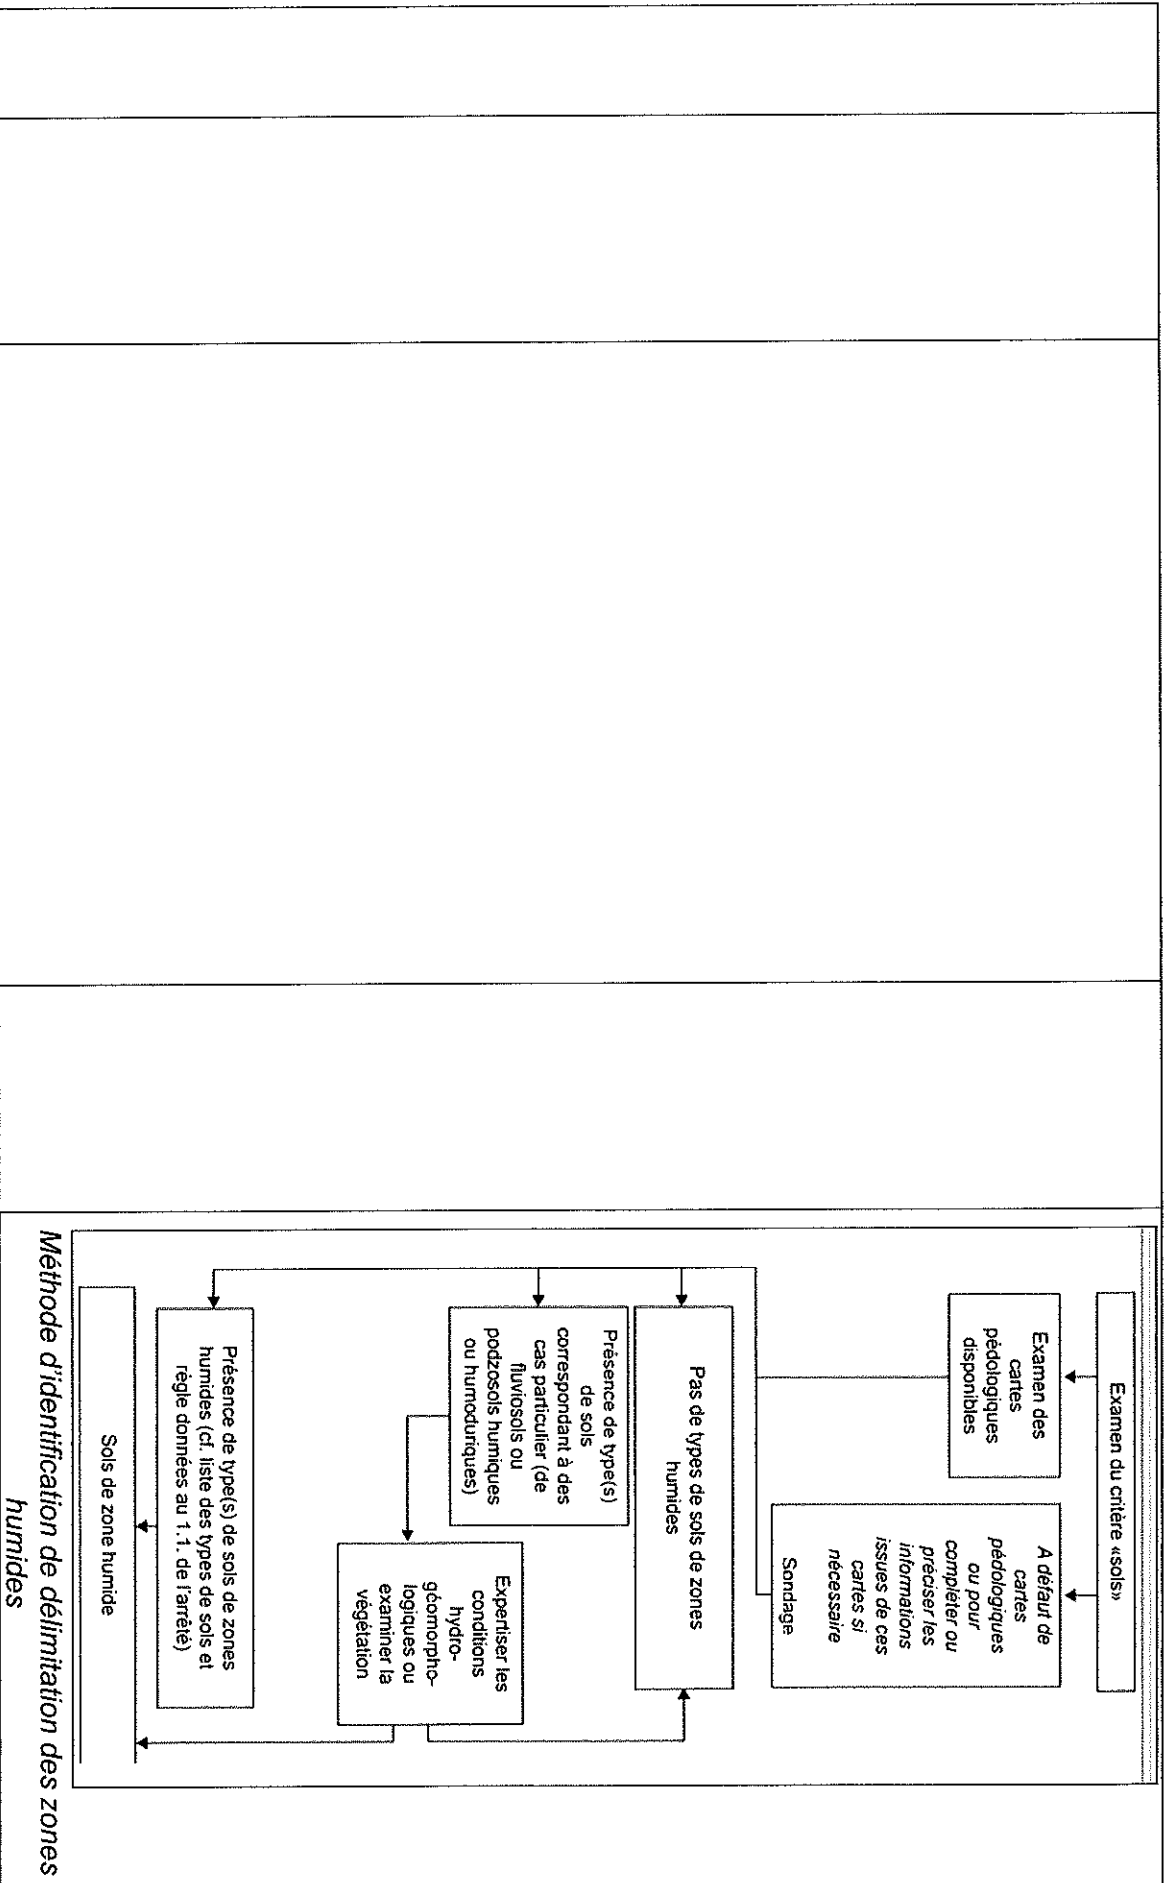 Examen du critère «sols»
Examen des
cartes
pédologiques
disponibles
A défaut de
cartes
pédologiques
ou pour
compléter ou
préciser les
informations
issues de ces
cartes si
nécessaire
Sondage
Pas de types de sols de zones
humides
Présence de type(s)
de sols
correspondant à des
cas particulier (de
fluviosols ou
podzosols humiques
ou humoduriques)
Expertiser les
conditions
hydro-
géomorpho-
logiques ou
examiner la
végétation
Présence de type(s) de sols de zones
humides (cf. liste des types de sols et
règle données au 1.1. de l'arrêté)
Sols de zone humide
Méthode d'identification de délimitation des zones
humides